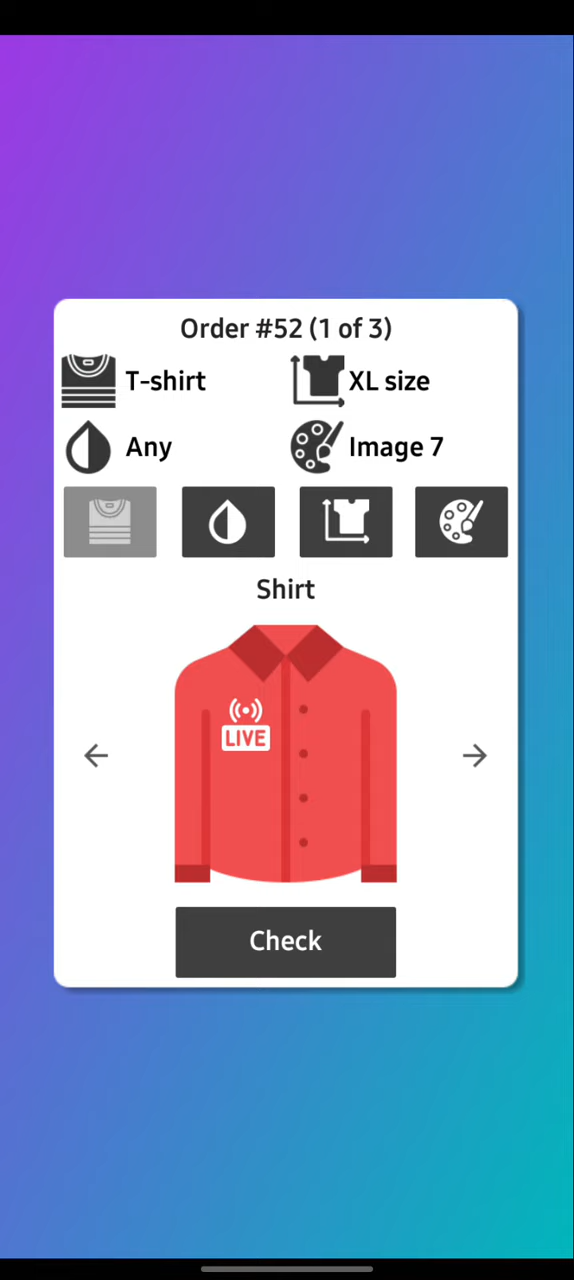 Order #52 (1 of 3)
T-shirt
XL size
Any
Image 7
Shirt
LIVE
Check